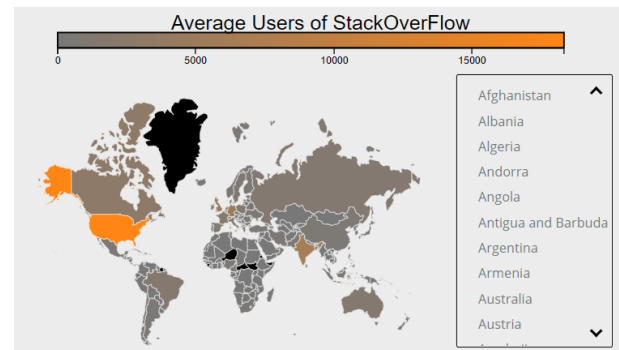 Average Users of StackOverFlow
0 5000 10000 15000
Afghanistan
Albania
Algeria
Andorra
Angola
Antigua and Barbuda
Argentina
Armenia
Australia
Austria